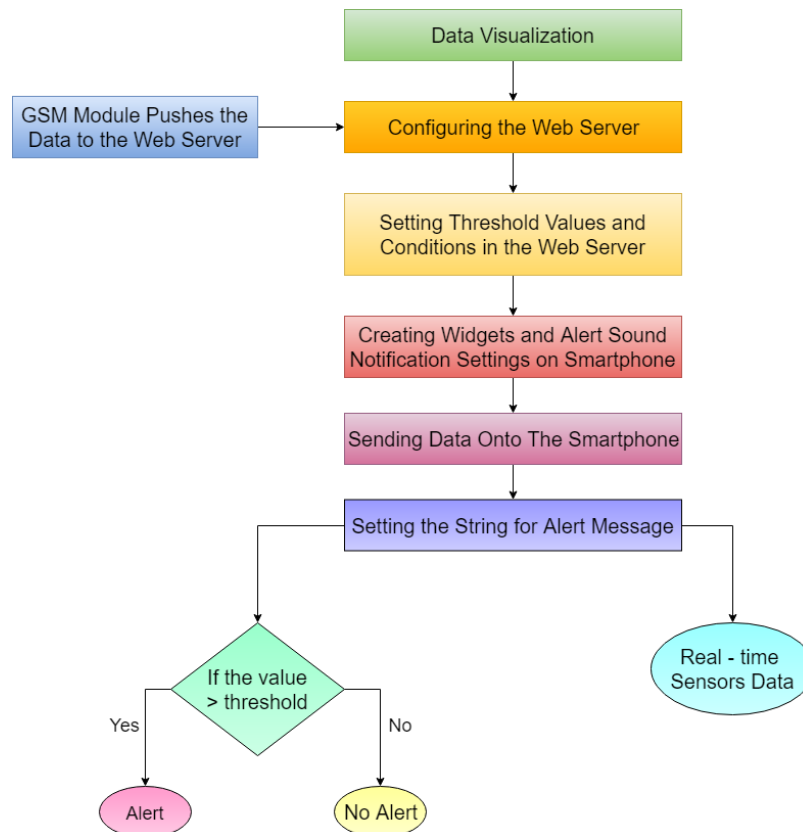 Data Visualization
GSM Module Pushes the
Data to the Web Server
Configuring the Web Server
Setting Threshold Values and
Conditions in the Web Server
Creating Widgets and Alert Sound
Notification Settings on Smartphone
Sending Data Onto The Smartphone
Setting the String for Alert Message
If the value
> threshold
Real - time
Sensors Data
Yes
No
Alert
No Alert